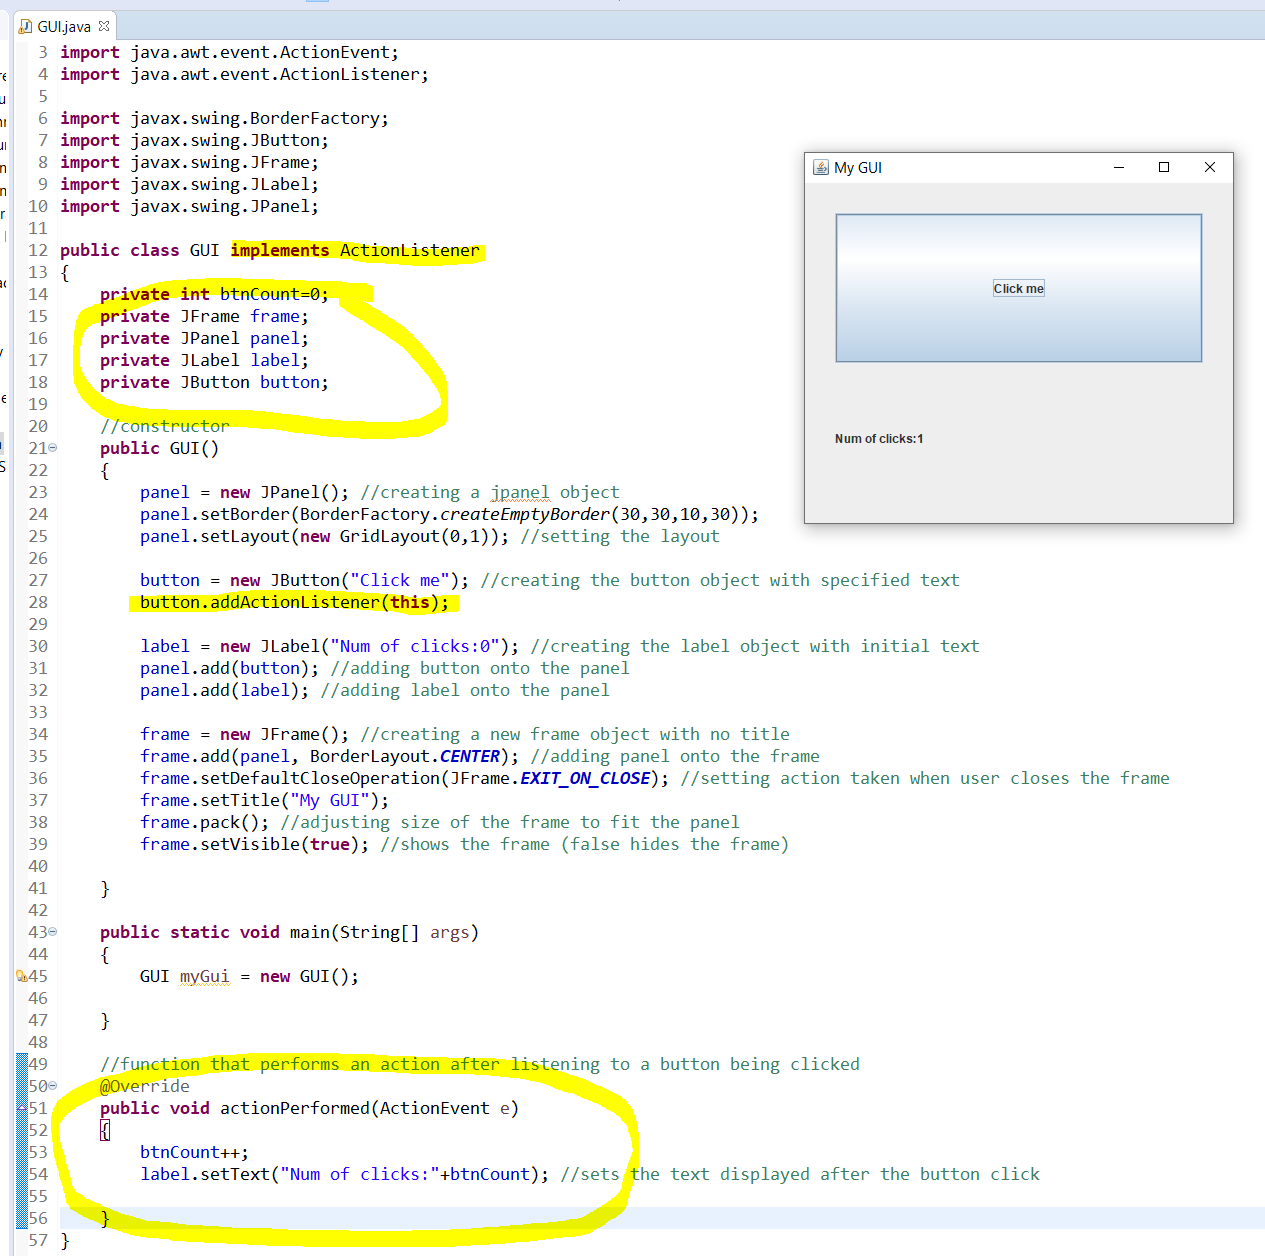 GUI.java
3 import java.awt.event.ActionEvent;
4 import java.awt.event.ActionListener;
5
6 import javax.swing.BorderFactory;
7 import javax.swing.JButton;
8 import javax.swing.JFrame;
9 import javax.swing.JLabel;
10 import javax.swing.JPanel;
11
12 public class GUI implements ActionListener
13 {
14 private int btnCount=0;
15 private JFrame frame;
16 private JPanel panel;
17 private JLabel label;
18 private JButton button;
19
20 //constructor
21 public GUI()
22 {
23 panel = new JPanel(); //creating a jpanel object
24 panel.setBorder(BorderFactory.createEmptyBorder(30,30,10,30));
25 panel.setLayout(new GridLayout(0,1)); //setting the layout
26
27 button = new JButton("Click me"); //creating the button object with specified text
28 button.addActionListener(this);
29
30 label = new JLabel("Num of clicks:0"); //creating the label object with initial text
31 panel.add(button); //adding button onto the panel
32 panel.add(label); //adding label onto the panel
33
34 frame = new JFrame(); //creating a new frame object with no title
35 frame.add(panel, BorderLayout.CENTER); //adding panel onto the frame
36 frame.setDefaultCloseOperation(JFrame.EXIT_ON_CLOSE); //setting action taken when user closes the frame
37 frame.setTitle("My GUI");
38 frame.pack(); //adjusting size of the frame to fit the panel
39 frame.setVisible(true); //shows the frame (false hides the frame)
40
41 }
42
43 public static void main(String[] args)
44 {
45 GUI myGui = new GUI();
46
47 }
48
49 //function that performs an action after listening to a button being clicked
50 @Override
51 public void actionPerformed(ActionEvent e)
52 {
53 btnCount++;
54 label.setText("Num of clicks:"+btnCount); //sets the text displayed after the button click
55
56 }
57 }
My GUI
Click me
Num of clicks:1